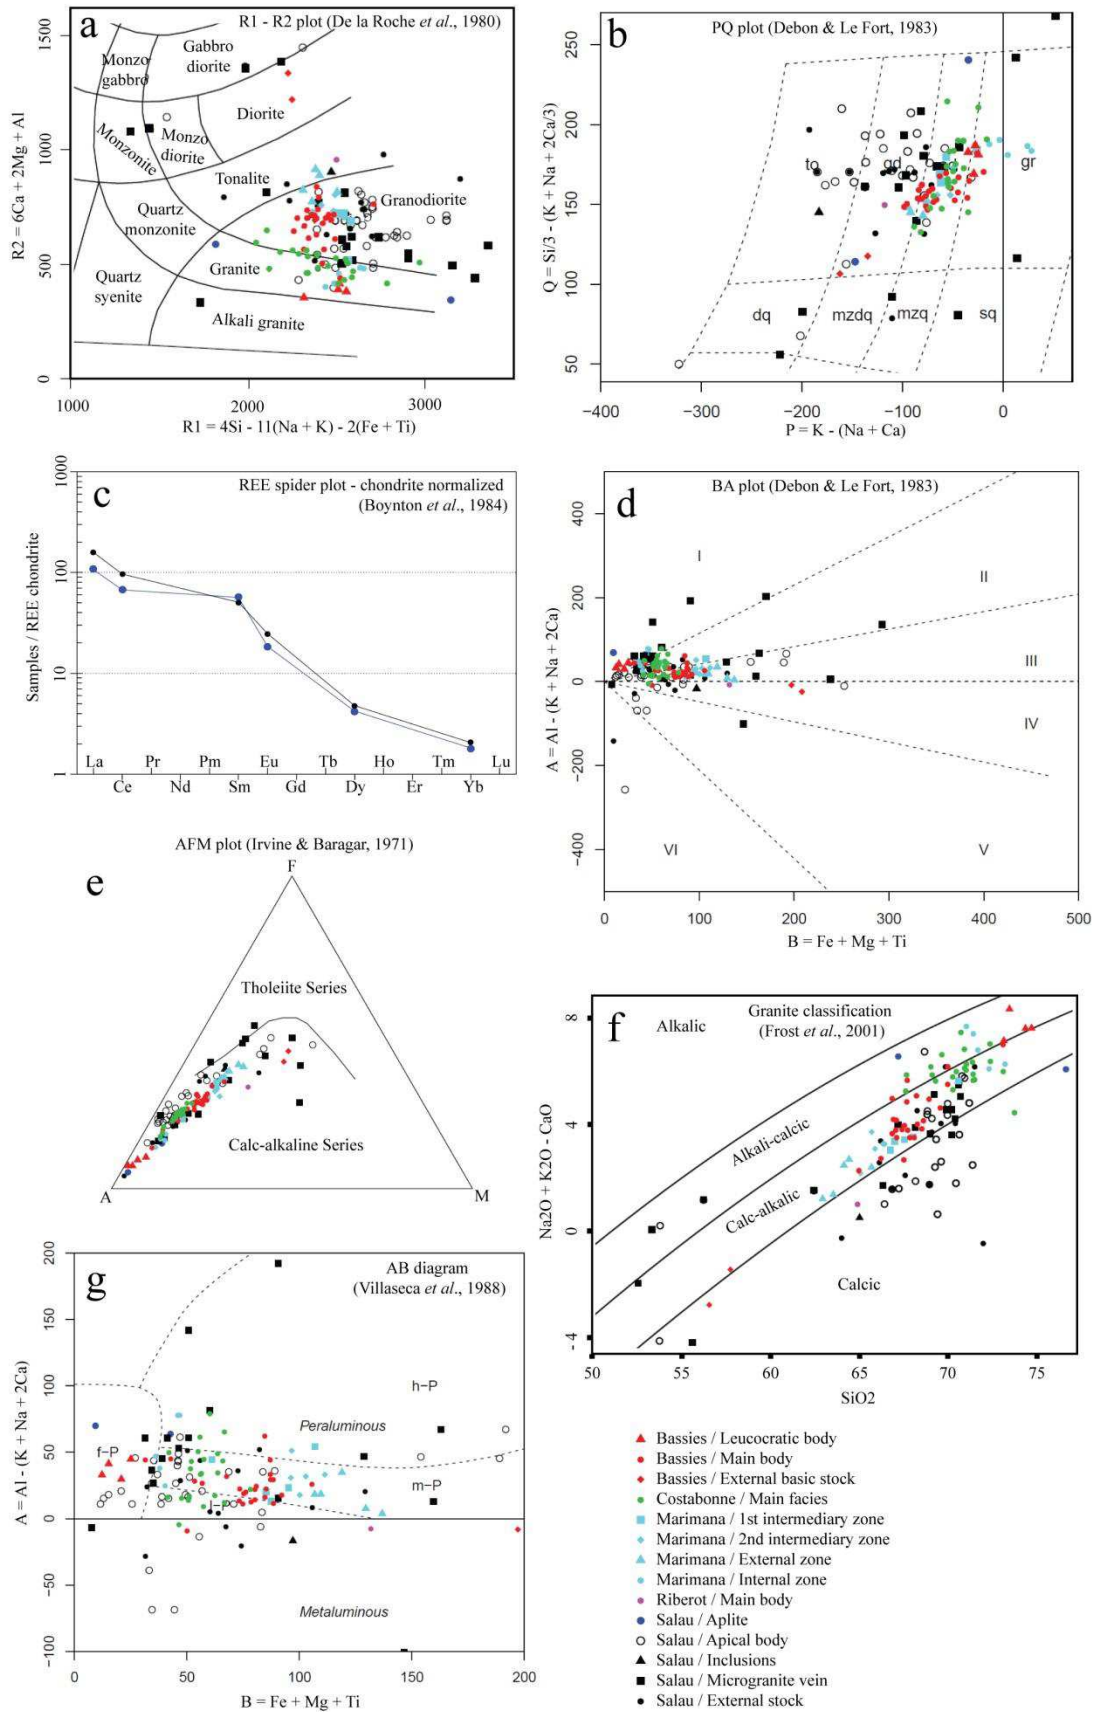 a
R1 - R2 plot (De la Roche et al., 1980)
R2 = 6Ca + 2Mg + Al
1500
1000
500
0
Monzo
gabbro
Gabbro
diorite
Diorite
Monzonite
Monzo
diorite
Tonalite
Granodiorite
Quartz
monzonite
Granite
Quartz
syenite
Alkali granite
1000 2000 3000
R1 = 4Si - 11(Na + K) - 2(Fe + Ti)
b
PQ plot (Debon & Le Fort, 1983)
Q = Si/3 - (K + Na + 2Ca/3)
250
200
150
100
50
to gd gr
dq mzdq mzq sq
−400 −300 −200 −100 0
P = K - (Na + Ca)
c
REE spider plot - chondrite normalized
(Boynton et al., 1984)
Samples / REE chondrite
1000
100
10
1
La Pr Pm Eu Tb Ho Tm Lu
Ce Nd Sm Gd Dy Er Yb
d
BA plot (Debon & Le Fort, 1983)
A = Al - (K + Na + 2Ca)
400
200
0
−200
−400
I
II
III
IV
V
VI
0 100 200 300 400 500
B = Fe + Mg + Ti
AFM plot (Irvine & Baragar, 1971)
e
F
Tholeiite Series
Calc-alkaline Series
A M
f
Granite classification
(Frost et al., 2001)
Na2O + K2O - CaO
8
4
0
−4
Alkalic
Alkali-calcic
Calc-alkalic
Calcic
50 55 60 65 70 75
SiO2
g
AB diagram
(Villaseca et al., 1988)
A = Al - (K + Na + 2Ca)
200
150
100
50
0
−50
−100
h−P
Peraluminous
f−P
m−P
l−P
Metaluminous
0 50 100 150 200
B = Fe + Mg + Ti
Bassies / Leucocratic body
Bassies / Main body
Bassies / External basic stock
Costabonne / Main facies
Marimana / 1st intermediary zone
Marimana / 2nd intermediary zone
Marimana / External zone
Marimana / Internal zone
Riberot / Main body
Salau / Aplite
Salau / Apical body
Salau / Inclusions
Salau / Microgranite vein
Salau / External stock